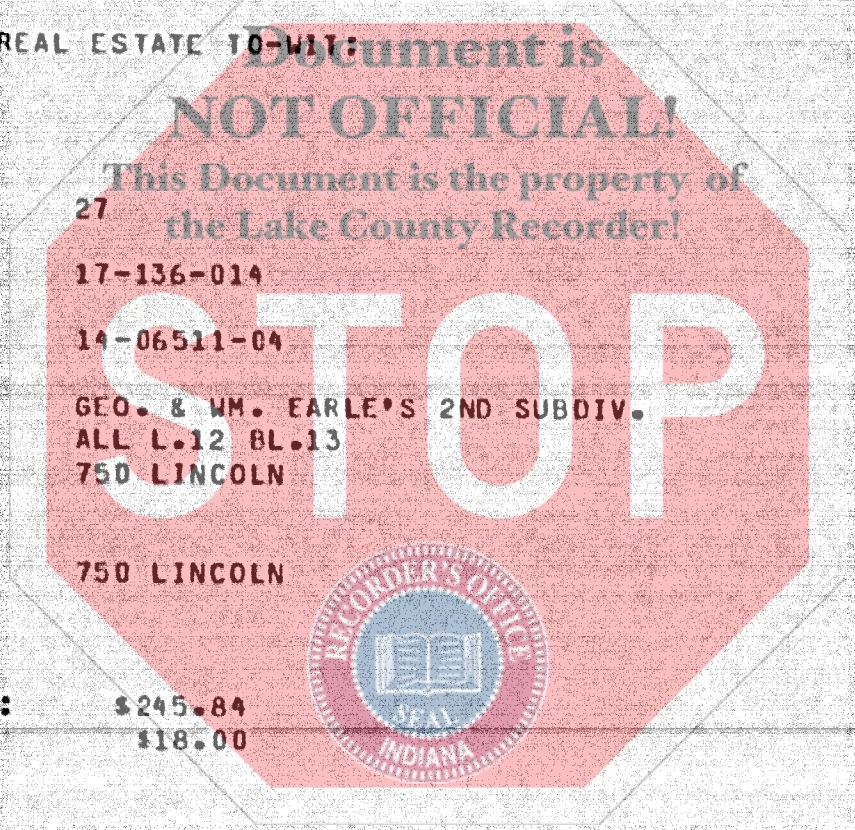 REAL ESTATE TO-WIT:
Document is
NOT OFFICIAL!
This Document is the property of
the Lake County Recorder!
27
17-136-014
14-06511-04
STOP
GEO. & WM. EARLE'S 2ND SUBDIV.
ALL L.12 BL.13
750 LINCOLN
750 LINCOLN
RECORDER'S OFFICE
SEAL
INDIANA
: $245.84
$18.00